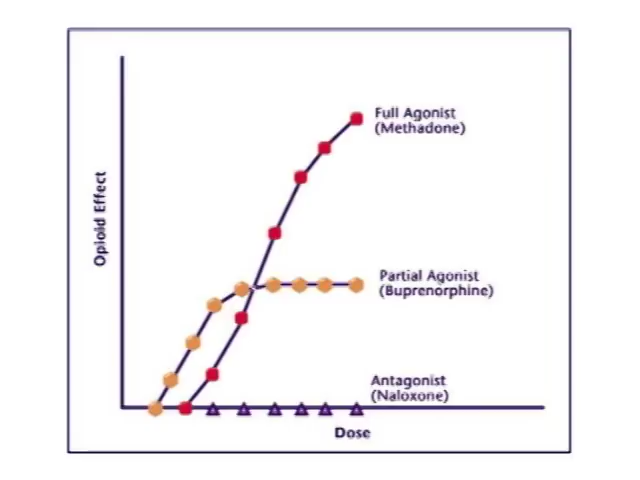 Full Agonist
(Methadone)
Opioid Effect
Partial Agonist
(Buprenorphine)
Antagonist
(Naloxone)
Dose